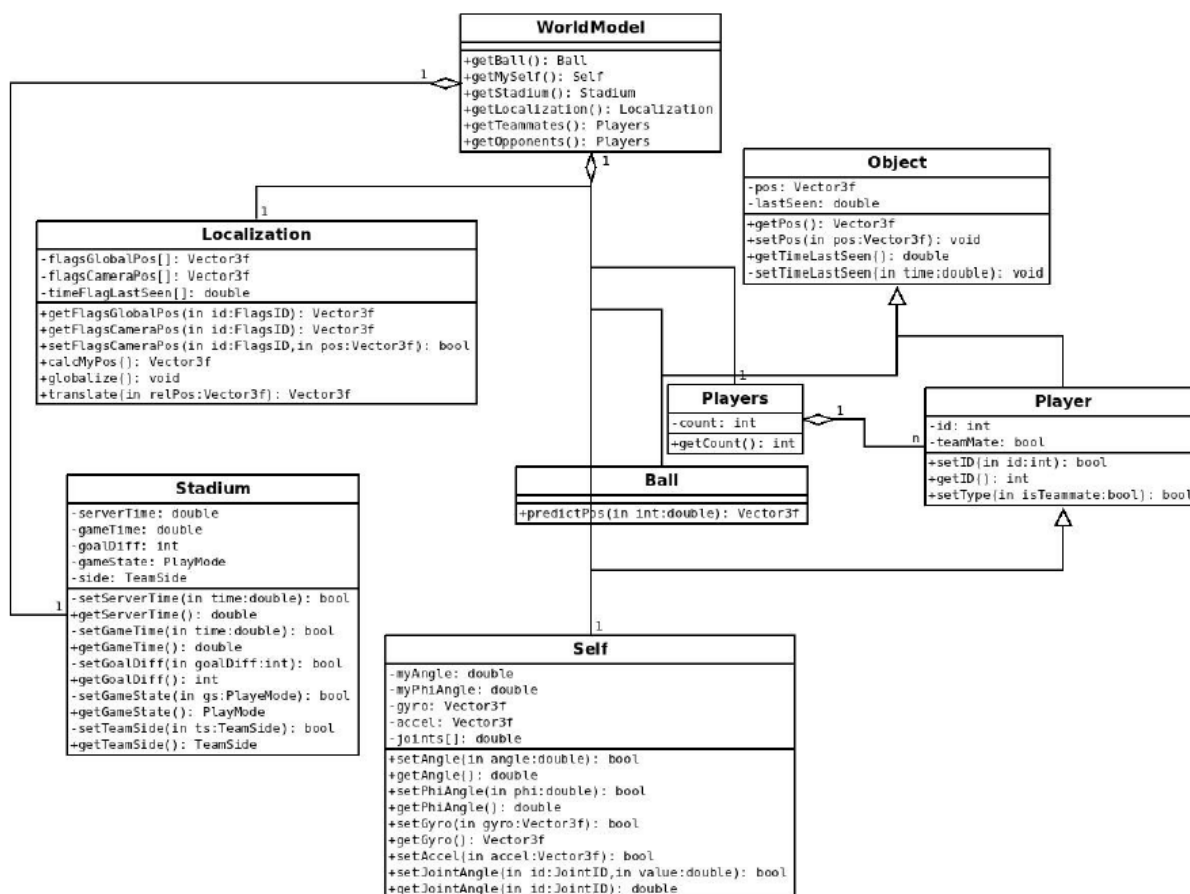 WorldModel
+getBall(): Ball
+getMySelf(): Self
+getStadium(): Stadium
+getLocalization(): Localization
+getTeammates(): Players
+getOpponents(): Players
1
1
Object
-pos: Vector3f
-lastSeen: double
+getPos(): Vector3f
+setPos(in pos:Vector3f): void
+getTimeLastSeen(): double
-setTimeLastSeen(in time:double): void
1
Localization
-flagsGlobalPos[]: Vector3f
-flagsCameraPos[]: Vector3f
-timeFlagLastSeen[]: double
+getFlagsGlobalPos(in id:FlagsID): Vector3f
+getFlagsCameraPos(in id:FlagsID): Vector3f
+setFlagsCameraPos(in id:FlagsID,in pos:Vector3f): bool
+calcMyPos(): Vector3f
+globalize(): void
+translate(in relPos:Vector3f): Vector3f
1
Players
-count: int
+getCount(): int
1
n
Player
-id: int
-teamMate: bool
+setID(in id:int): bool
+getID(): int
+setType(in isTeammate:bool): bool
Ball
+predictPos(in int:double): Vector3f
Stadium
-serverTime: double
-gameTime: double
-goalDiff: int
-gameState: PlayMode
-side: TeamSide
-setServerTime(in time:double): bool
+getServerTime(): double
-setGameTime(in time:double): bool
+getGameTime(): double
-setGoalDiff(in goalDiff:int): bool
+getGoalDiff(): int
-setGameState(in gs:PlayeMode): bool
+getGameState(): PlayMode
-setTeamSide(in ts:TeamSide): bool
+getTeamSide(): TeamSide
1
1
Self
-myAngle: double
-myPhiAngle: double
-gyro: Vector3f
-accel: Vector3f
-joints[]: double
+setAngle(in angle:double): bool
+getAngle(): double
+setPhiAngle(in phi:double): bool
+getPhiAngle(): double
+setGyro(in gyro:Vector3f): bool
+getGyro(): Vector3f
+setAccel(in accel:Vector3f): bool
+setJointAngle(in id:JointID,in value:double): bool
+getJointAngle(in id:JointID): double